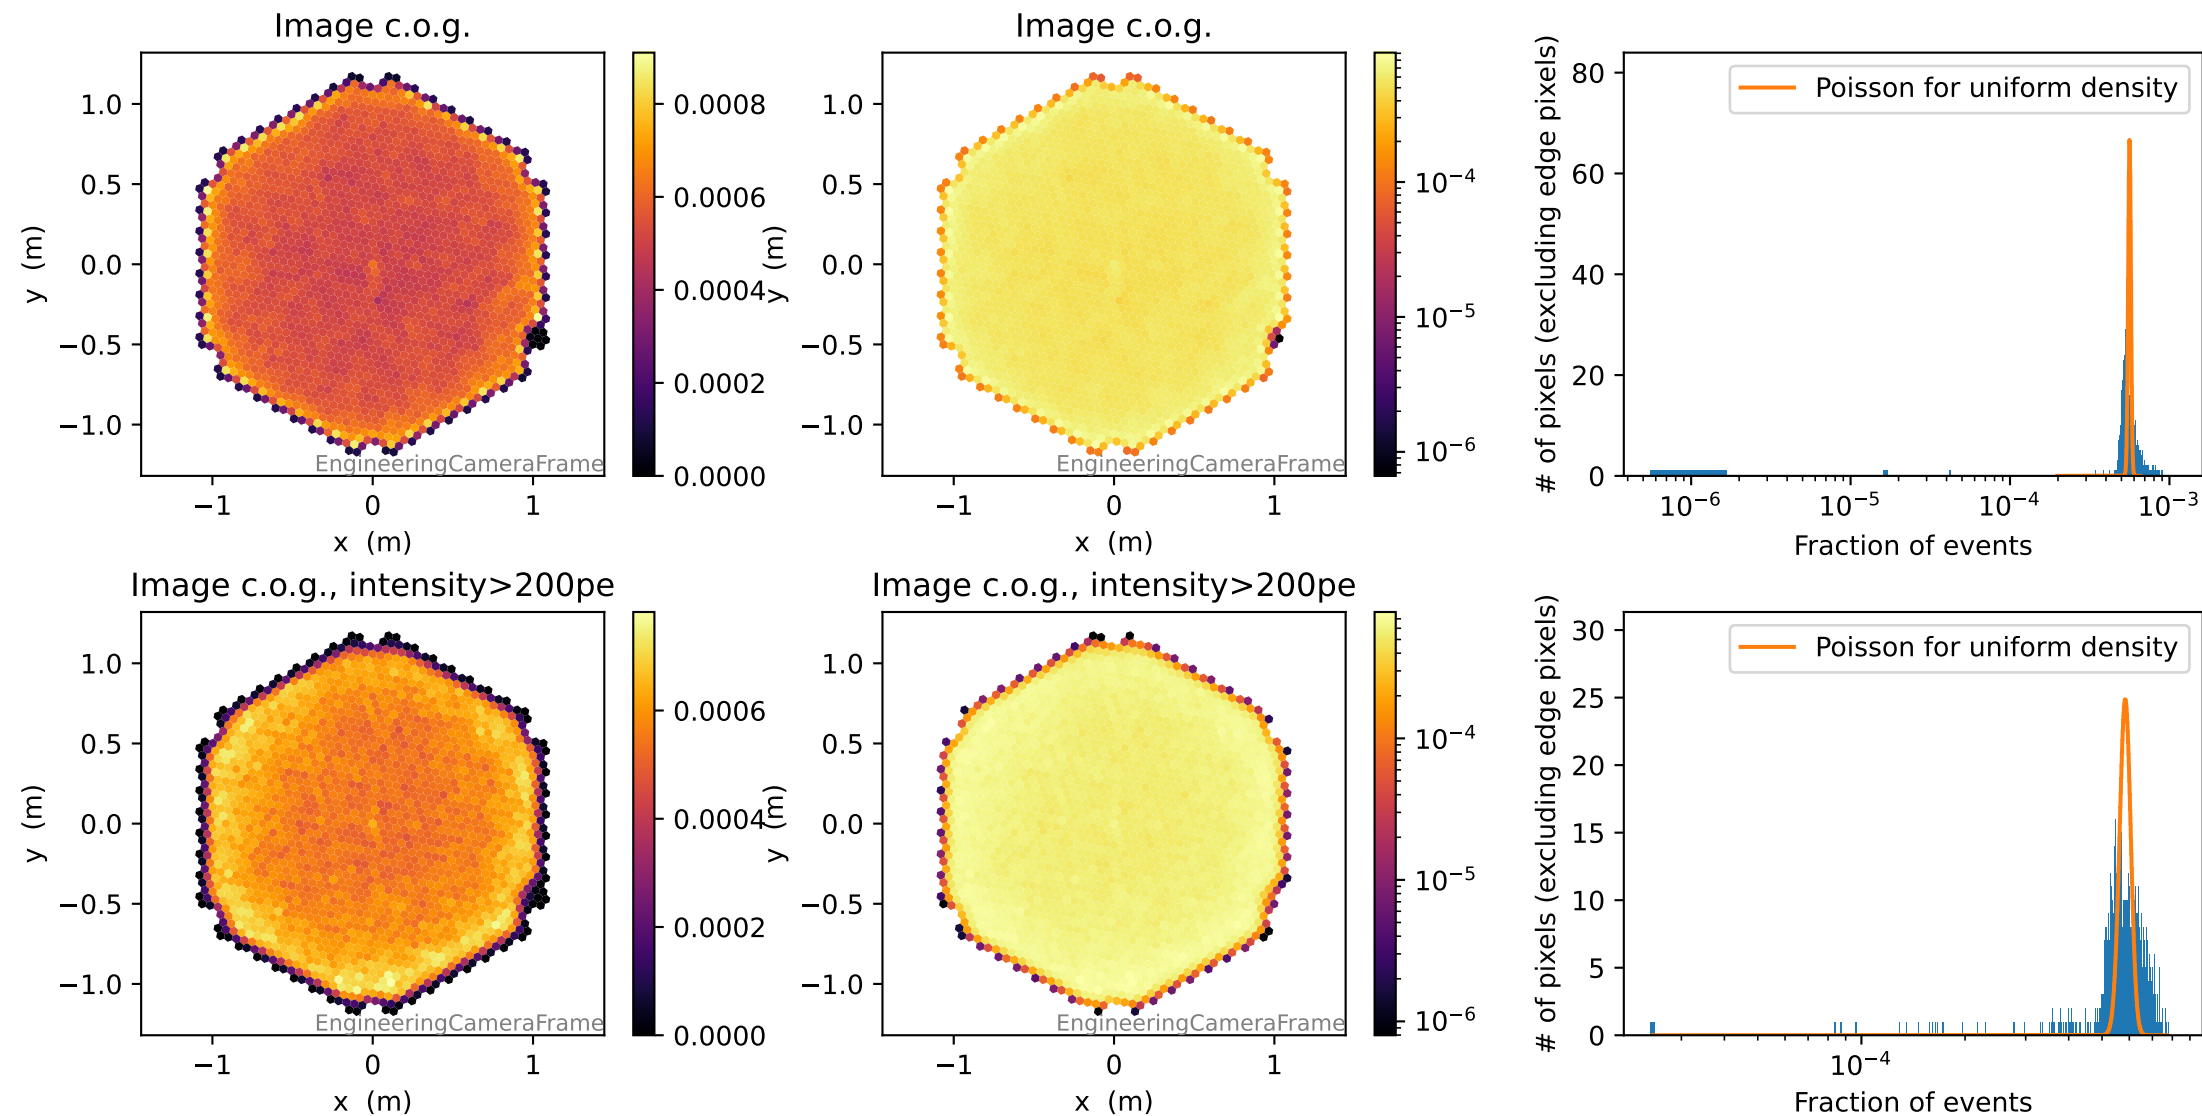 Image c.o.g.
1.0
0.5
0.0
−0.5
−1.0
y (m)
−1
0
1
x (m)
EngineeringCameraFrame
0.0008
0.0006
0.0004
0.0002
0.0000
Image c.o.g.
1.0
0.5
0.0
−0.5
−1.0
y (m)
−1
0
1
x (m)
EngineeringCameraFrame
10⁻⁴
10⁻⁵
10⁻⁶
# of pixels (excluding edge pixels)
80
60
40
20
0
Poisson for uniform density
10⁻⁶
10⁻⁵
10⁻⁴
10⁻³
Fraction of events
Image c.o.g., intensity>200pe
1.0
0.5
0.0
−0.5
−1.0
y (m)
−1
0
1
x (m)
EngineeringCameraFrame
0.0006
0.0004
0.0002
0.0000
Image c.o.g., intensity>200pe
1.0
0.5
0.0
−0.5
−1.0
y (m)
−1
0
1
x (m)
EngineeringCameraFrame
10⁻⁴
10⁻⁵
10⁻⁶
# of pixels (excluding edge pixels)
30
25
20
15
10
5
0
Poisson for uniform density
10⁻⁴
Fraction of events